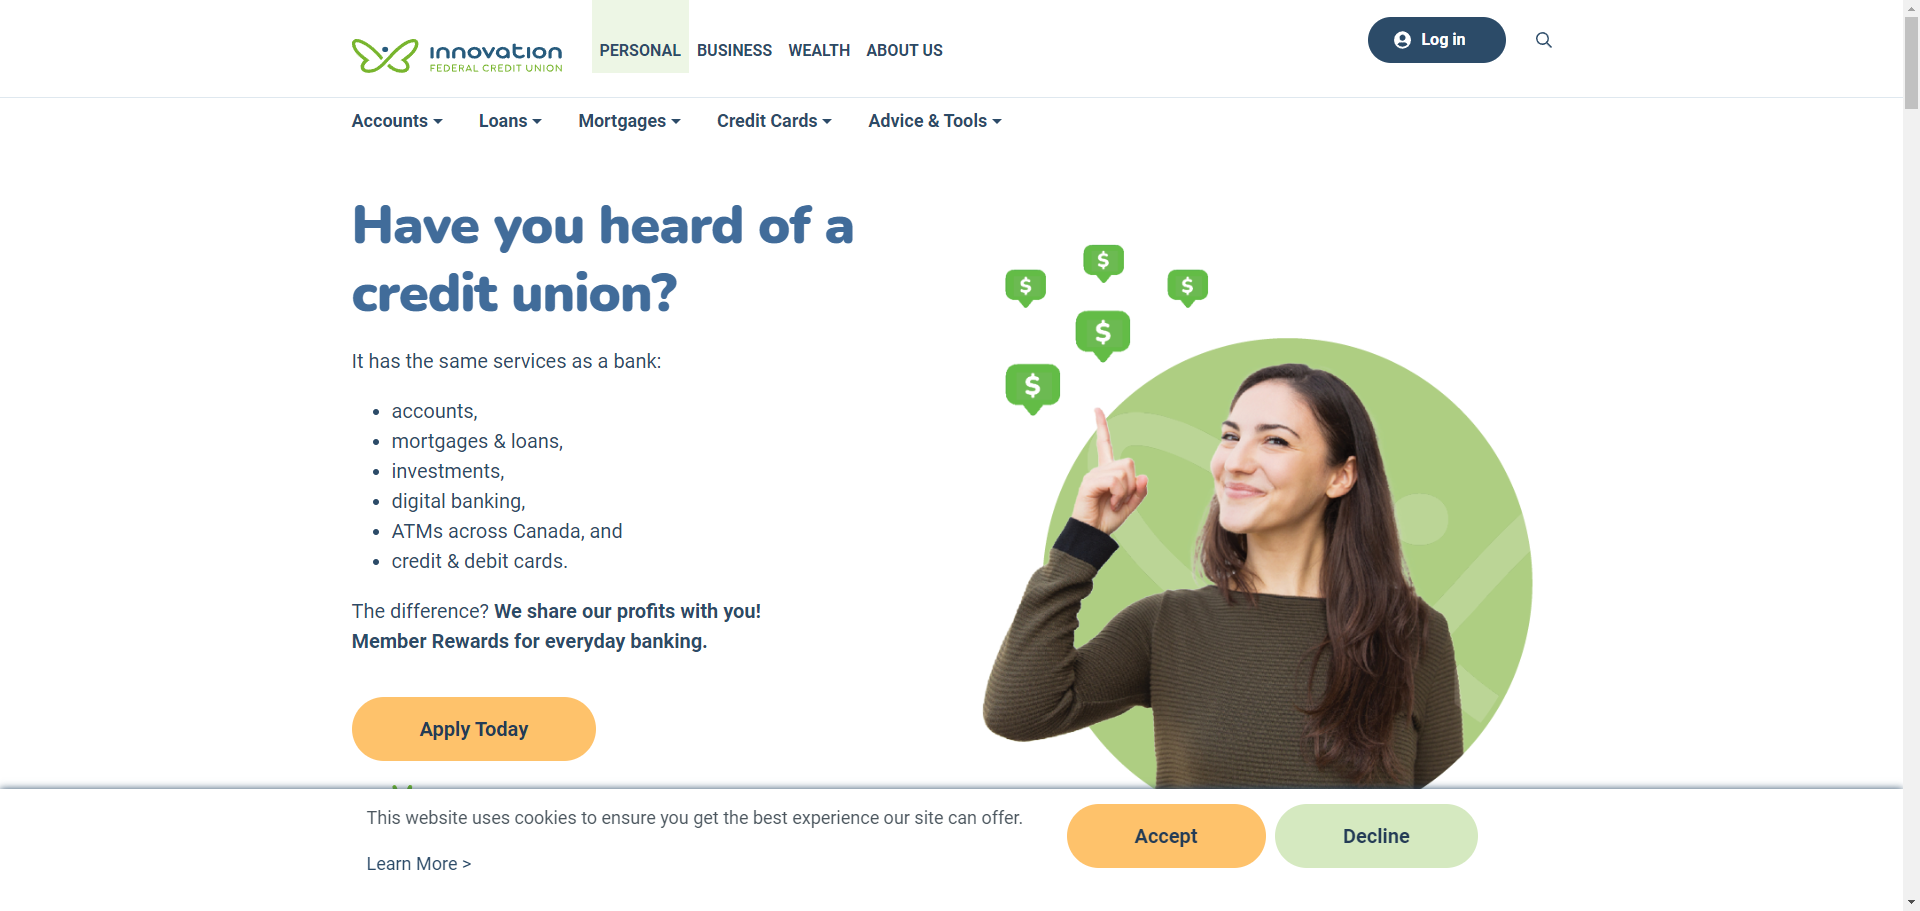 innovation
FEDERAL CREDIT UNION
PERSONAL
BUSINESS
WEALTH
ABOUT US
Log in
Accounts
Loans
Mortgages
Credit Cards
Advice & Tools
Have you heard of a
credit union?
It has the same services as a bank:
• accounts,
• mortgages & loans,
• investments,
• digital banking,
• ATMs across Canada, and
• credit & debit cards.
The difference? We share our profits with you!
Member Rewards for everyday banking.
Apply Today
$
$
$
$
$
This website uses cookies to ensure you get the best experience our site can offer.
Learn More >
Accept
Decline